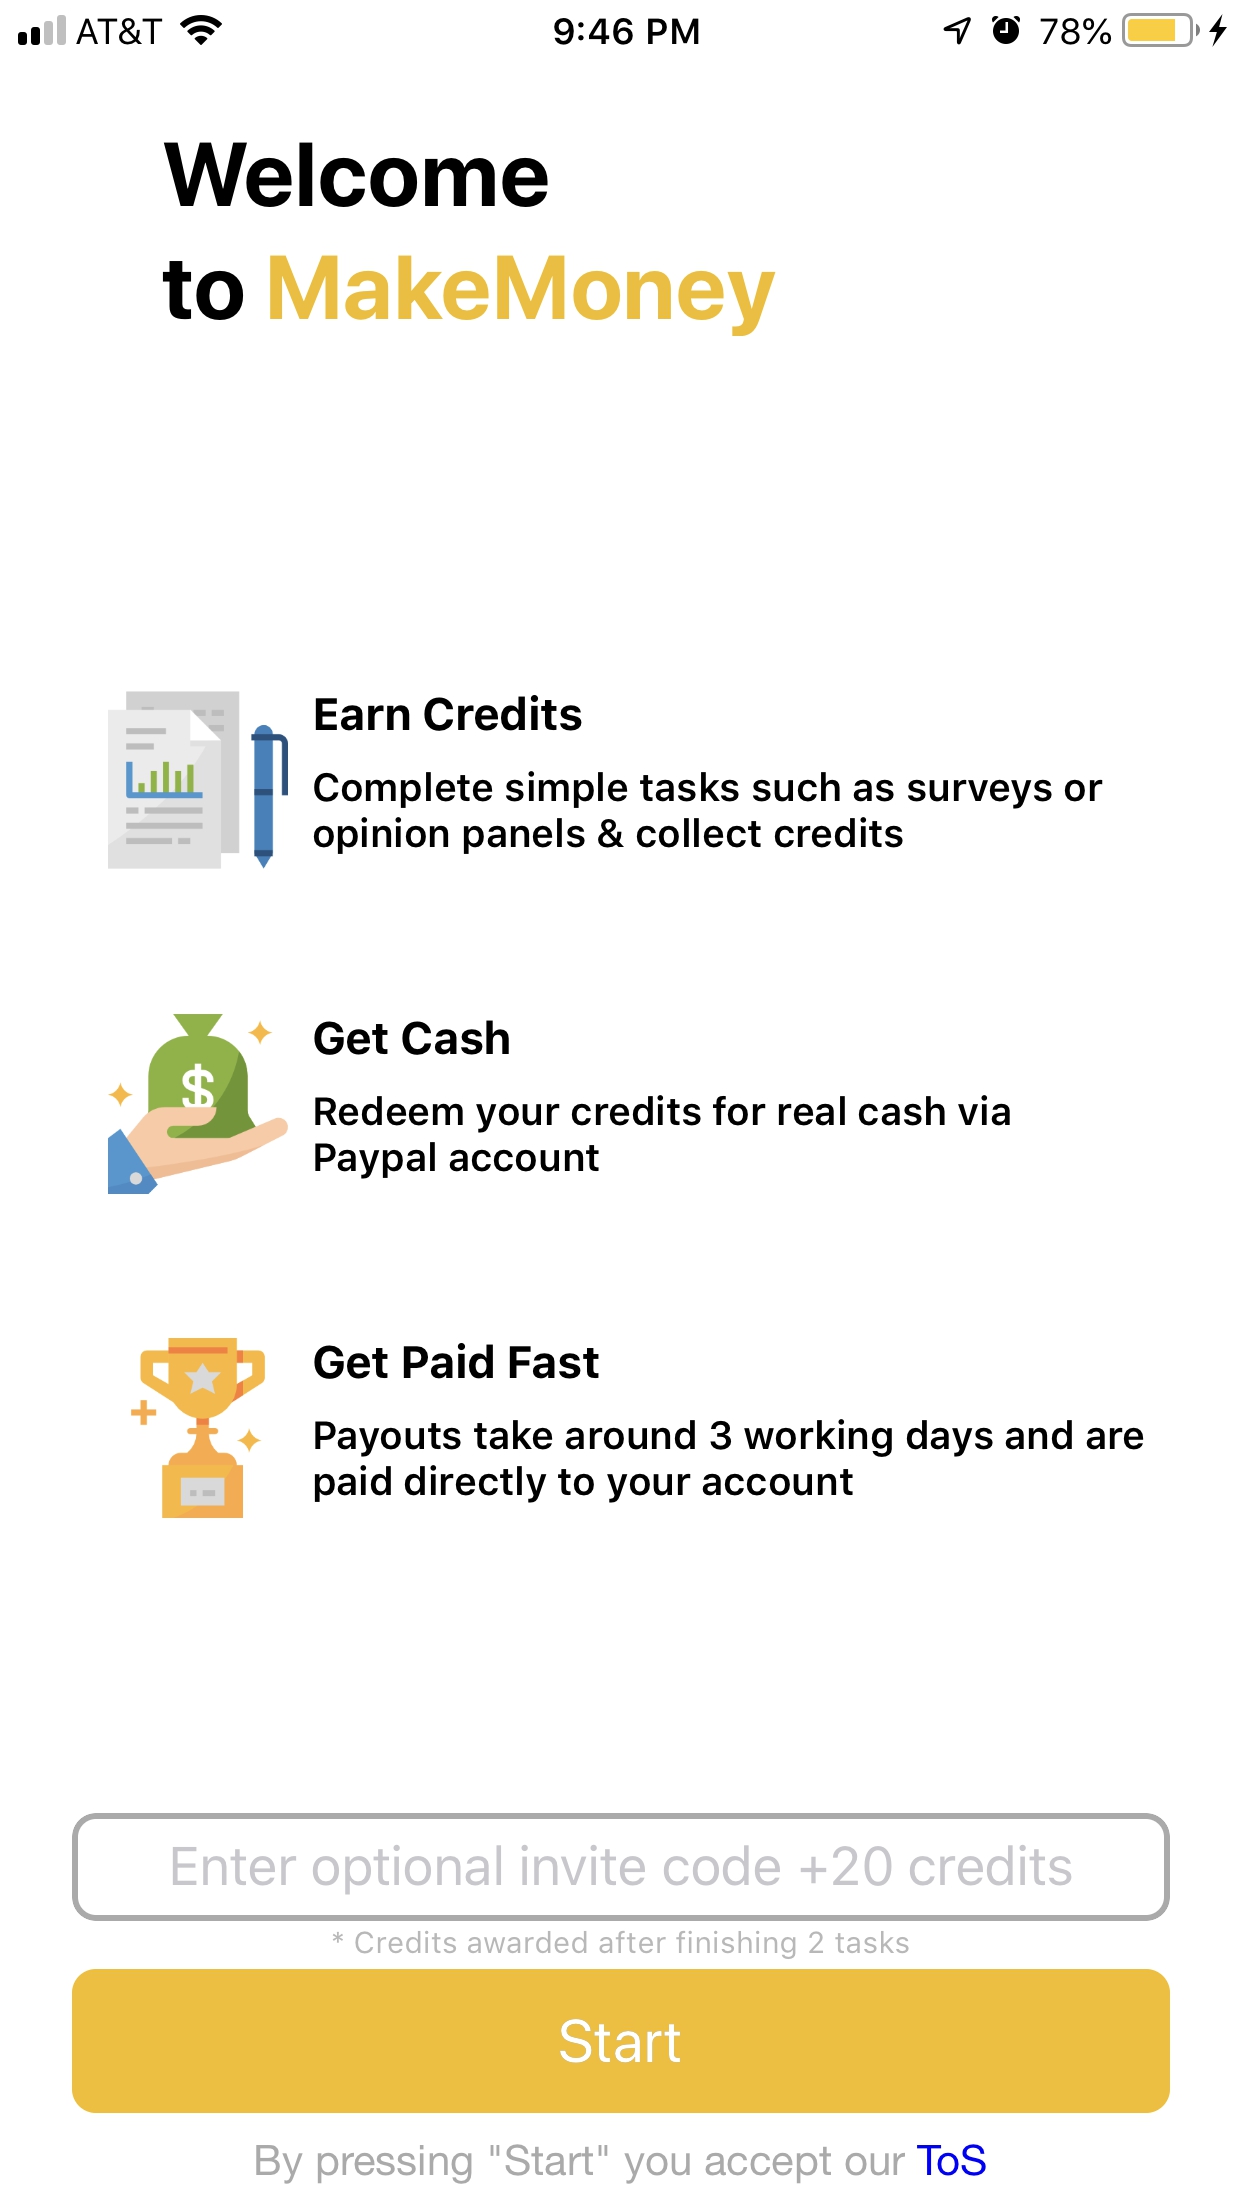 AT&T 9:46 PM 78%
Welcome
to MakeMoney
Earn Credits
Complete simple tasks such as surveys or
opinion panels & collect credits
$
Get Cash
Redeem your credits for real cash via
Paypal account
Get Paid Fast
Payouts take around 3 working days and are
paid directly to your account
Enter optional invite code +20 credits
* Credits awarded after finishing 2 tasks
Start
By pressing "Start" you accept our ToS